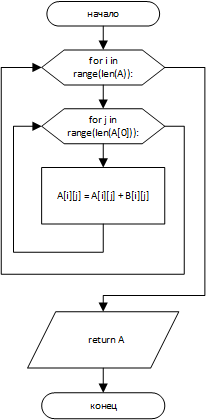 начало
for i in
range(len(A)):
for j in
range(len(A[0])):
A[i][j] = A[i][j] + B[i][j]
return A
конец